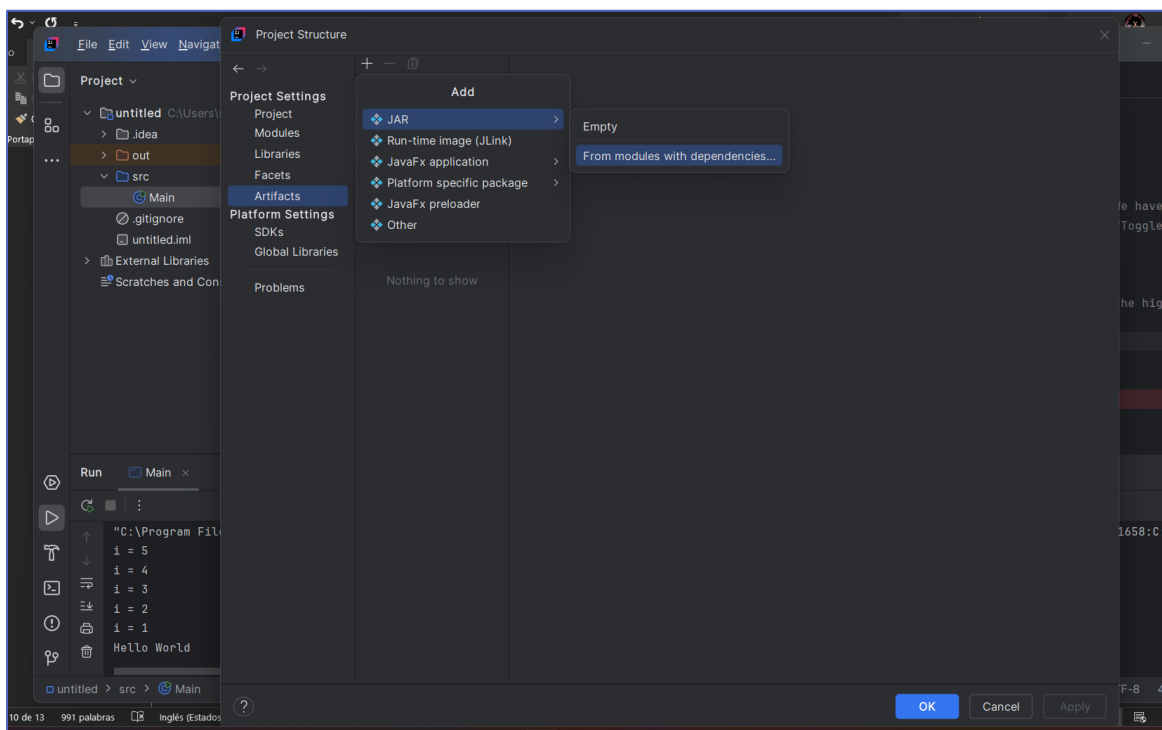 Project Structure
File Edit View Navigat
Project
untitled C:\Users\
.idea
out
src
Main
.gitignore
untitled.iml
External Libraries
Scratches and Con
Project Settings
Project
Modules
Libraries
Facets
Artifacts
Platform Settings
SDKs
Global Libraries
Problems
Add
JAR
Run-time image (JLink)
JavaFx application
Platform specific package
JavaFx preloader
Other
Empty
From modules with dependencies...
Nothing to show
Portap
e have
Toggle
he hig
Run Main
"C:\Program Fil
1658:C
i = 5
i = 4
i = 3
i = 2
i = 1
Hello World
untitled > src > Main
F-8 4
? OK Cancel Apply
10 de 13 991 palabras Inglés (Estados